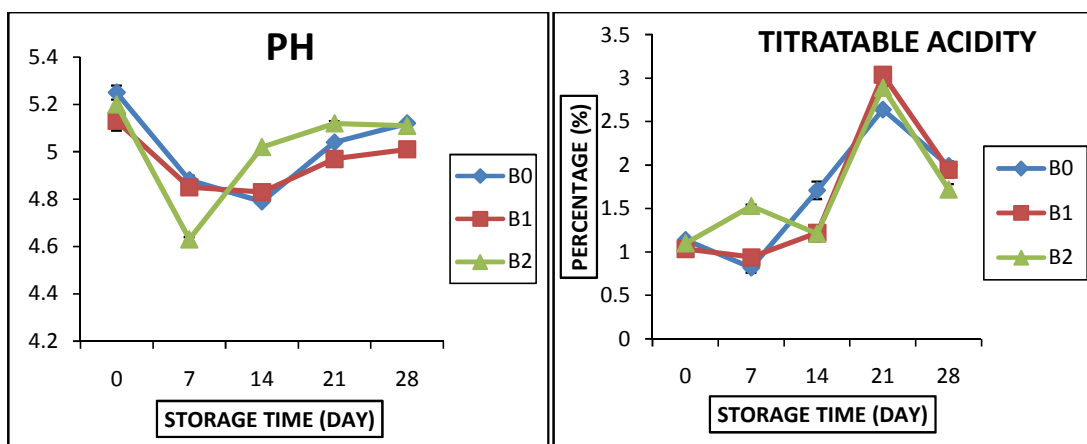 PH
5.4
5.2
5
4.8
4.6
4.4
4.2
0 7 14 21 28
STORAGE TIME (DAY)
B0
B1
B2
TITRATABLE ACIDITY
3.5
3
2.5
2
1.5
1
0.5
0
PERCENTAGE (%)
0 7 14 21 28
STORAGE TIME (DAY)
B0
B1
B2